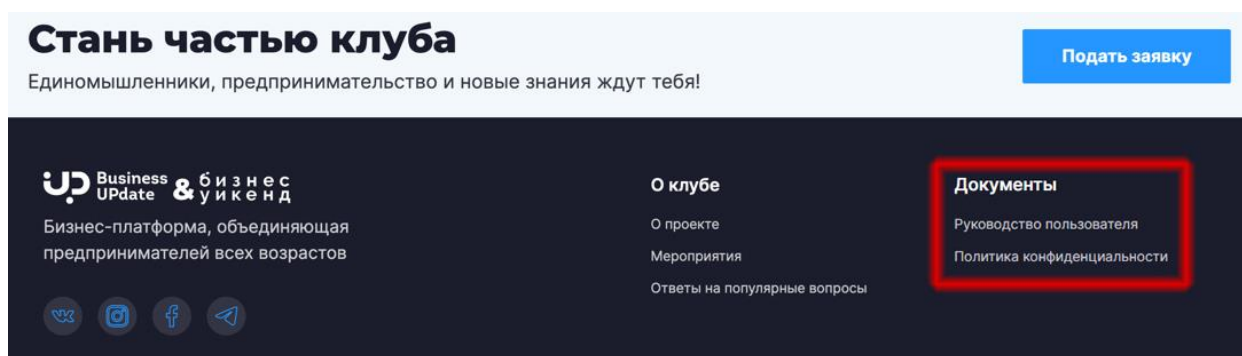 Стань частью клуба
Единомышленники, предпринимательство и новые знания ждут тебя!
Подать заявку
UP Business UPdate & бизнес уикенд
Бизнес-платформа, объединяющая
предпринимателей всех возрастов
О клубе
О проекте
Мероприятия
Ответы на популярные вопросы
Документы
Руководство пользователя
Политика конфиденциальности